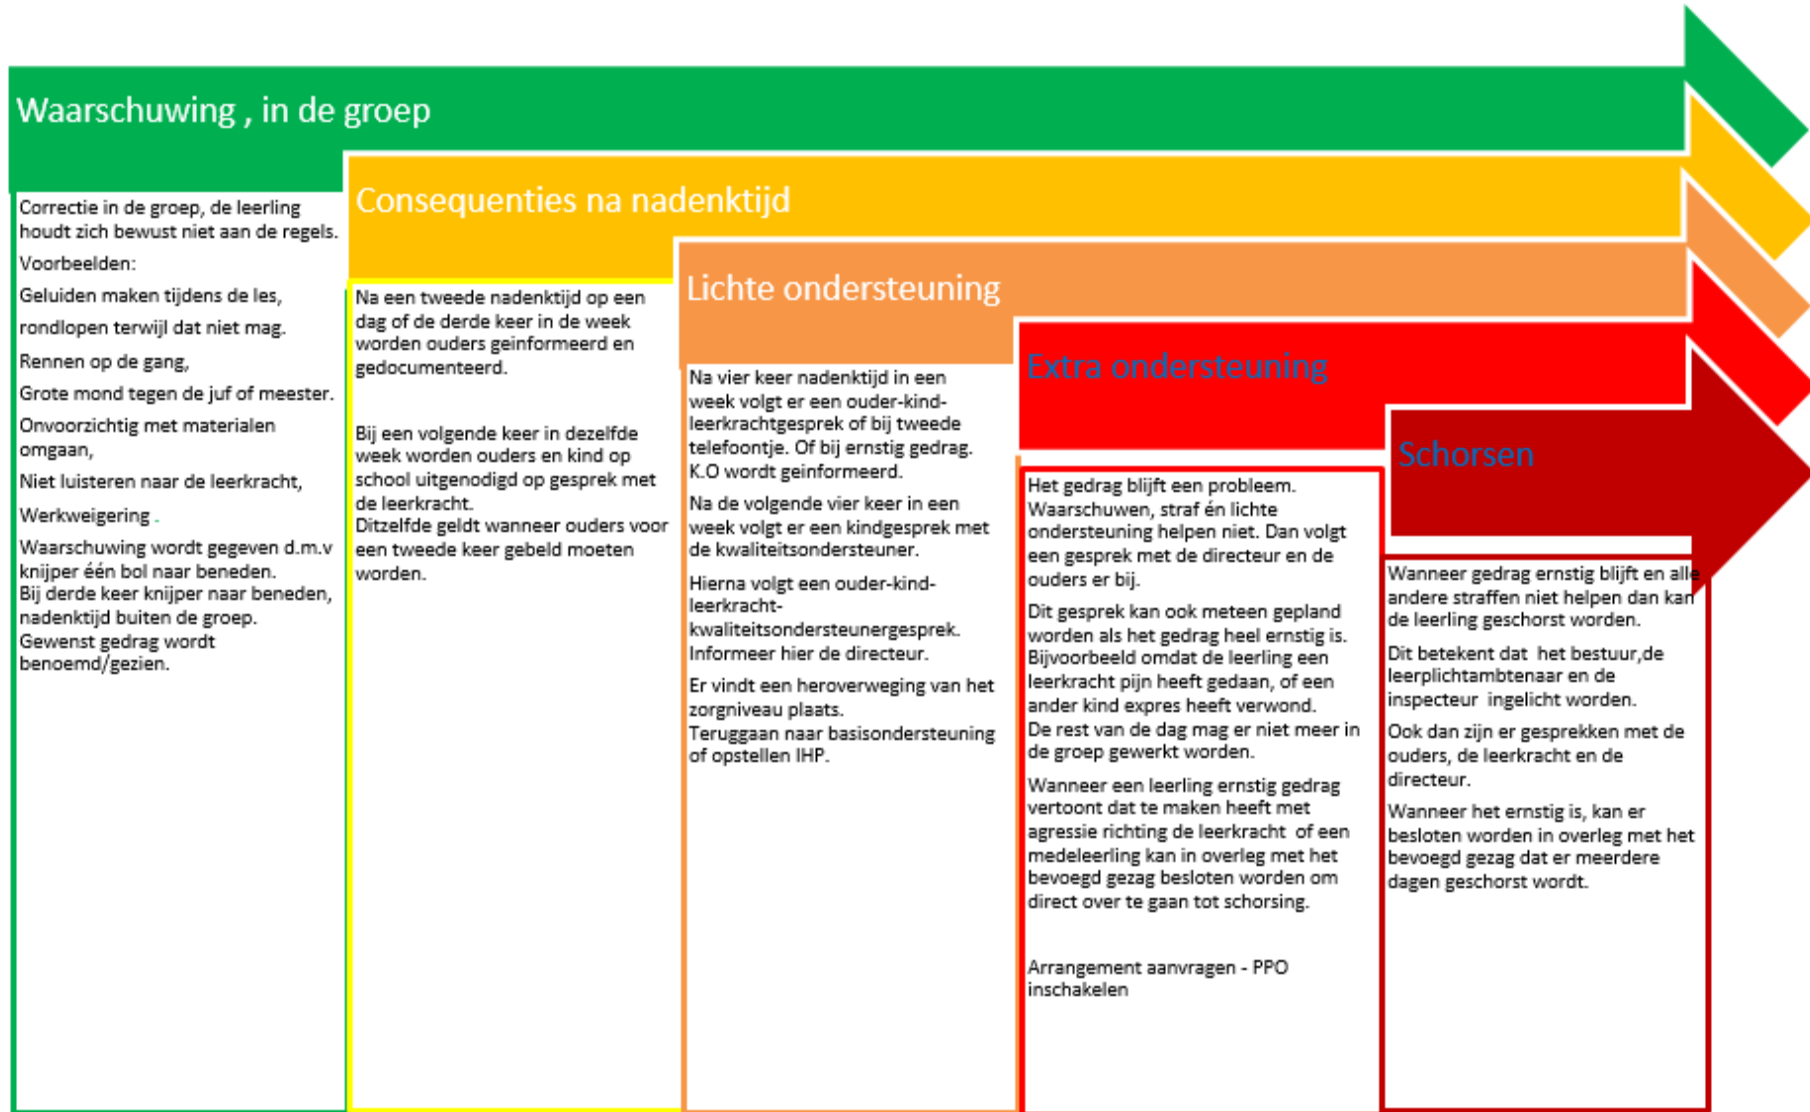 Waarschuwing , in de groep
Correctie in de groep, de leerling
houdt zich bewust niet aan de regels.
Voorbeelden:
Geluiden maken tijdens de les,
rondlopen terwijl dat niet mag.
Rennen op de gang,
Grote mond tegen de juf of meester.
Onvoorzichtig met materialen
omgaan,
Niet luisteren naar de leerkracht,
Werkweigering .
Waarschuwing wordt gegeven d.m.v
knijper één bol naar beneden.
Bij derde keer knijper naar beneden,
nadenktijd buiten de groep.
Gewenst gedrag wordt
benoemd/gezien.
Consequenties na nadenktijd
Na een tweede nadenktijd op een
dag of de derde keer in de week
worden ouders geinformeerd en
gedocumenteerd.
Bij een volgende keer in dezelfde
week worden ouders en kind op
school uitgenodigd op gesprek met
de leerkracht.
Ditzelfde geldt wanneer ouders voor
een tweede keer gebeld moeten
worden.
Lichte ondersteuning
Na vier keer nadenktijd in een
week volgt er een ouder-kind-
leerkrachtgesprek of bij tweede
telefoontje. Of bij ernstig gedrag.
K.O wordt geinformeerd.
Na de volgende vier keer in een
week volgt er een kindgesprek met
de kwaliteitsondersteuner.
Hierna volgt een ouder-kind-
leerkracht-
kwaliteitsondersteunergesprek.
Informeer hier de directeur.
Er vindt een heroverweging van het
zorgniveau plaats.
Teruggaan naar basisondersteuning
of opstellen IHP.
Extra ondersteuning
Het gedrag blijft een probleem.
Waarschuwen, straf én lichte
ondersteuning helpen niet. Dan volgt
een gesprek met de directeur en de
ouders er bij.
Dit gesprek kan ook meteen gepland
worden als het gedrag heel ernstig is.
Bijvoorbeeld omdat de leerling een
leerkracht pijn heeft gedaan, of een
ander kind expres heeft verwond.
De rest van de dag mag er niet meer in
de groep gewerkt worden.
Wanneer een leerling ernstig gedrag
vertoont dat te maken heeft met
agressie richting de leerkracht  of een
medeleerling kan in overleg met het
bevoegd gezag besloten worden om
direct over te gaan tot schorsing.
Arrangement aanvragen - PPO
inschakelen
Schorsen
Wanneer gedrag ernstig blijft en alle
andere straffen niet helpen dan kan
de leerling geschorst worden.
Dit betekent dat  het bestuur,de
leerplichtambtenaar en de
inspecteur  ingelicht worden.
Ook dan zijn er gesprekken met de
ouders, de leerkracht en de
directeur.
Wanneer het ernstig is, kan er
besloten worden in overleg met het
bevoegd gezag dat er meerdere
dagen geschorst wordt.